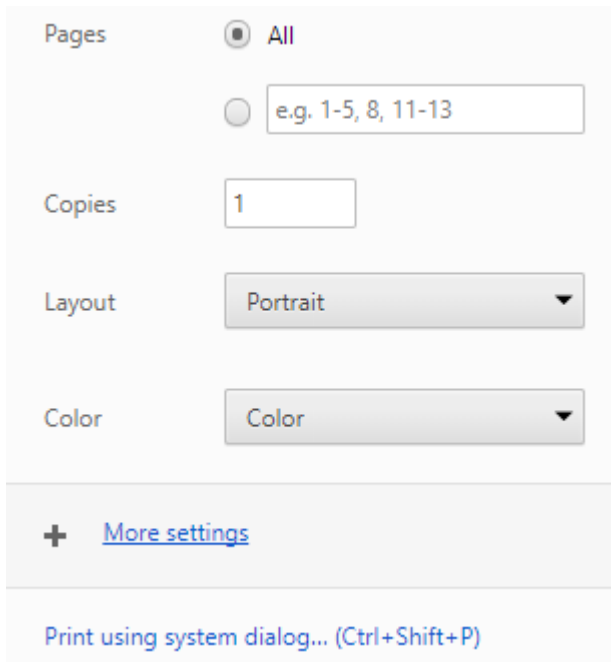 Pages All
e.g. 1-5, 8, 11-13
Copies 1
Layout Portrait
Color Color
More settings
Print using system dialog... (Ctrl+Shift+P)